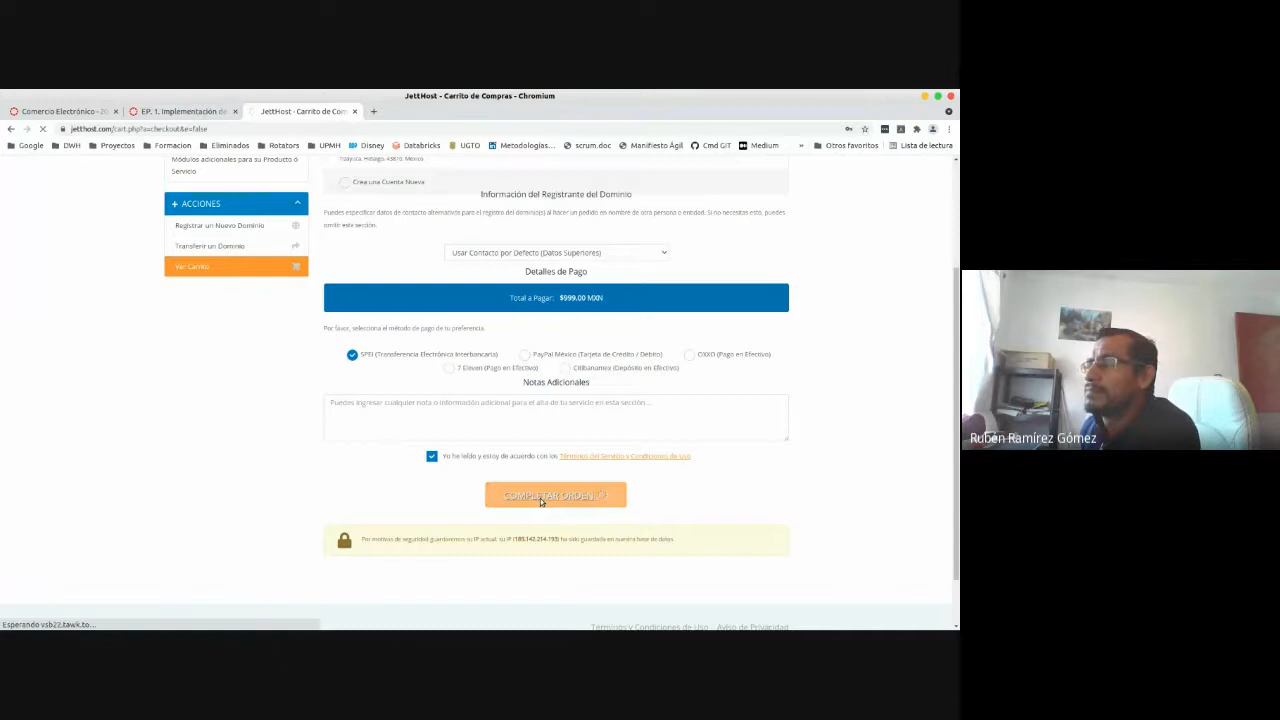 JettHost - Carrito de Compras - Chromium
Comercio Electrónico - 20
EP. 1. Implementación de
JettHost - Carrito de Com
jetthost.com/cart.php?a=checkout&e=false
Google
DWH
Proyectos
Formacion
Eliminados
Rotators
UPMH
Disney
Databricks
UGTO
Metodologías...
scrum.doc
Manifiesto Ágil
Cmd GIT
Medium
»
Otros favoritos
Lista de lectura
Módulos adicionales para su Producto o
Servicio
ACCIONES
Registrar un Nuevo Dominio
Transferir un Dominio
Ver Carrito
Hidalgo, 43810, México
Crea una Cuenta Nueva
Información del Registrante del Dominio
Puedes especificar datos de contacto alternativos para el registro del dominio(s) al hacer un pedido en nombre de otra persona o entidad. Si no necesitas esto, puedes
omitir esta sección.
Usar Contacto por Defecto (Datos Superiores)
Detalles de Pago
Total a Pagar: $999.00 MXN
Por favor, selecciona el método de pago de tu preferencia.
SPEI (Transferencia Electrónica Interbancaria)
PayPal México (Tarjeta de Crédito / Débito)
OXXO (Pago en Efectivo)
7 Eleven (Pago en Efectivo)
Citibanamex (Depósito en Efectivo)
Notas Adicionales
Puedes ingresar cualquier nota o información adicional para el alta de tu servicio en esta sección ...
Yo he leído y estoy de acuerdo con los Términos del Servicio y Condiciones de Uso
COMPLETAR ORDEN
Por motivos de seguridad guardaremos su IP actual, su IP (189.142.214.193) ha sido guardada en nuestra base de datos.
Términos y Condiciones de Uso - Aviso de Privacidad
Esperando vsb22.tawk.to...
Rubén Ramírez Gómez